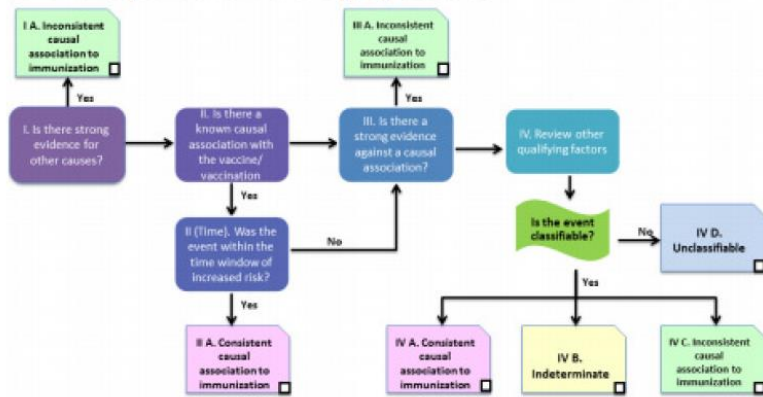 I A. Inconsistent
causal
association to
immunization
III A. Inconsistent
causal
association to
immunization
Yes
Yes
I. Is there strong
evidence for
other causes?
II. Is there a
known causal
association with
the vaccine/
vaccination
III. Is there a
strong evidence
against a causal
association?
IV. Review other
qualifying factors
Yes
II (Time). Was the
event within the
time window of
increased risk?
No
Is the event
classifiable?
No
IV D.
Unclassifiable
Yes
Yes
II A. Consistent
causal
association to
immunization
IV A. Consistent
causal
association to
immunization
IV B.
Indeterminate
IV C. Inconsistent
causal
association to
immunization